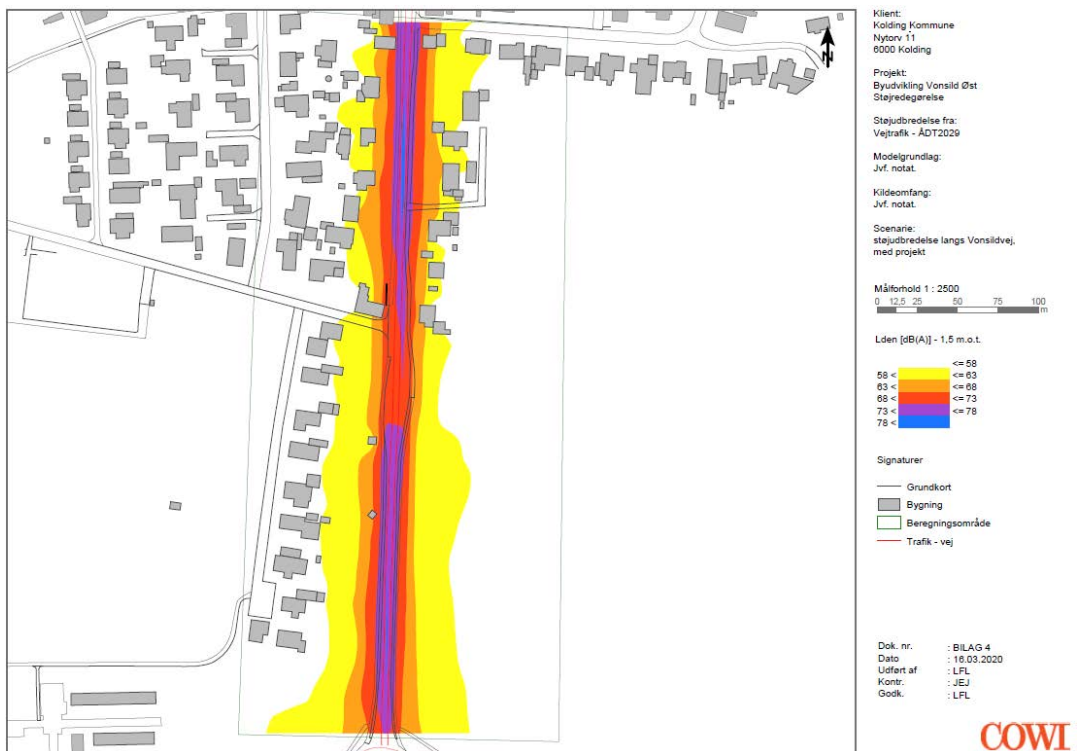 Klient:
Kolding Kommune
Nytorv 11
6000 Kolding
Projekt:
Byudvikling Vonsild Øst
Støjredegørelse
Støjudbredelse fra:
Vejtrafik - ÅDT2029
Modelgrundlag:
Jvf. notat.
Kildeomfang:
Jvf. notat.
Scenarie:
støjudbredelse langs Vonsildvej,
med projekt
Målforhold 1 : 2500
0 12,5 25 50 75 100
m
Lden [dB(A)] - 1,5 m.o.t.
<= 58
58 < <= 63
63 < <= 68
68 < <= 73
73 < <= 78
78 <
Signaturer
Grundkort
Bygning
Beregningsområde
Trafik - vej
Dok. nr. : BILAG 4
Dato : 16.03.2020
Udført af : LFL
Kontr. : JEJ
Godk. : LFL
COWI
N